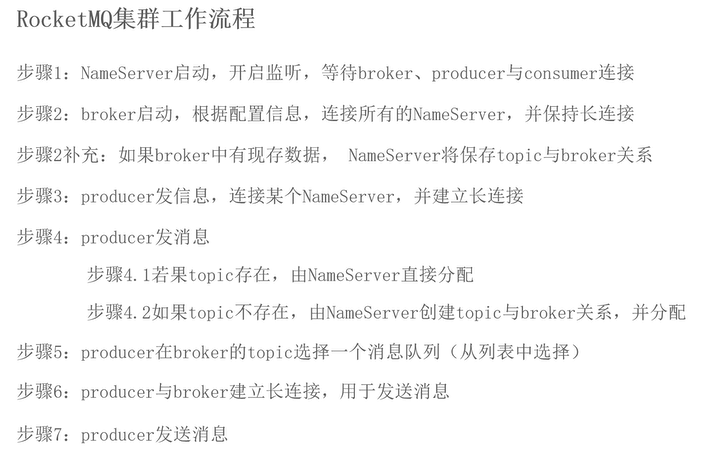 RocketMQ集群工作流程
步骤1：NameServer启动，开启监听，等待broker、producer与consumer连接
步骤2：broker启动，根据配置信息，连接所有的NameServer，并保持长连接
步骤2补充：如果broker中有现存数据， NameServer将保存topic与broker关系
步骤3：producer发信息，连接某个NameServer，并建立长连接
步骤4：producer发消息
步骤4.1若果topic存在，由NameServer直接分配
步骤4.2如果topic不存在，由NameServer创建topic与broker关系，并分配
步骤5：producer在broker的topic选择一个消息队列（从列表中选择）
步骤6：producer与broker建立长连接，用于发送消息
步骤7：producer发送消息